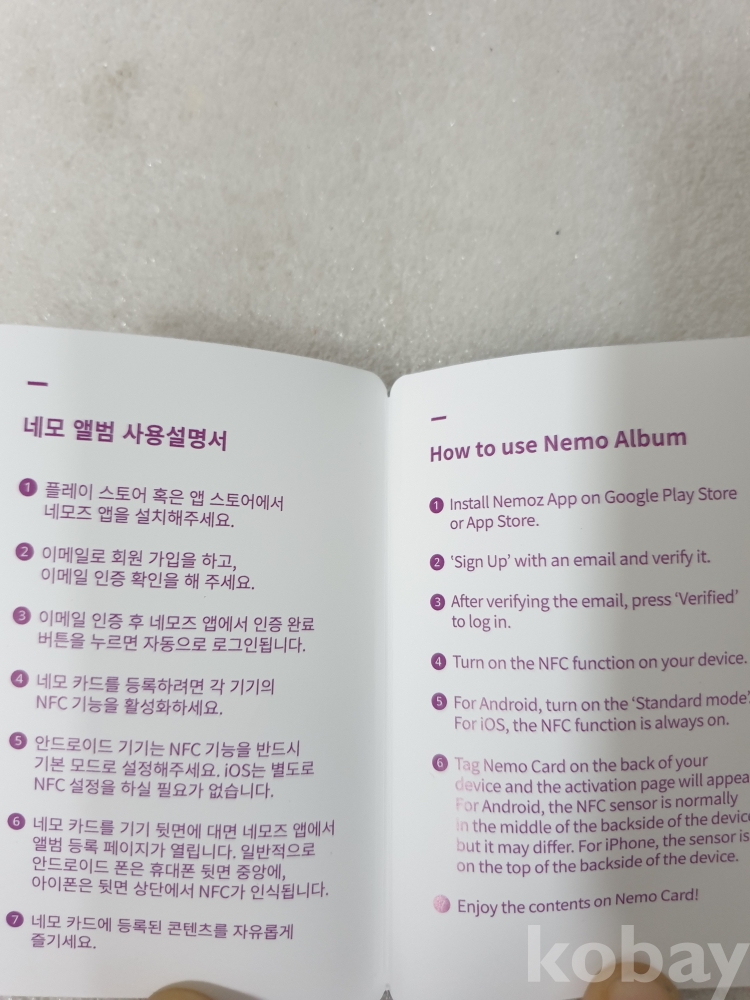 네모 앨범 사용설명서
1 플레이 스토어 혹은 앱 스토어에서
네모즈 앱을 설치해주세요.
2 이메일로 회원 가입을 하고,
이메일 인증 확인을 해 주세요.
3 이메일 인증 후 네모즈 앱에서 인증 완료
버튼을 누르면 자동으로 로그인됩니다.
4 네모 카드를 등록하려면 각 기기의
NFC 기능을 활성화하세요.
5 안드로이드 기기는 NFC 기능을 반드시
기본 모드로 설정해주세요. iOS는 별도로
NFC 설정을 하실 필요가 없습니다.
6 네모 카드를 기기 뒷면에 대면 네모즈 앱에서
앨범 등록 페이지가 열립니다. 일반적으로
안드로이드 폰은 휴대폰 뒷면 중앙에,
아이폰은 뒷면 상단에서 NFC가 인식됩니다.
7 네모 카드에 등록된 콘텐츠를 자유롭게
즐기세요.
How to use Nemo Album
1 Install Nemoz App on Google Play Store
or App Store.
2 ‘Sign Up’ with an email and verify it.
3 After verifying the email, press ‘Verified’
to log in.
4 Turn on the NFC function on your device.
5 For Android, turn on the ‘Standard mode’.
For iOS, the NFC function is always on.
6 Tag Nemo Card on the back of your
device and the activation page will appea
For Android, the NFC sensor is normally
in the middle of the backside of the device
but it may differ. For iPhone, the sensor is
on the top of the backside of the device.
Enjoy the contents on Nemo Card!
kobay